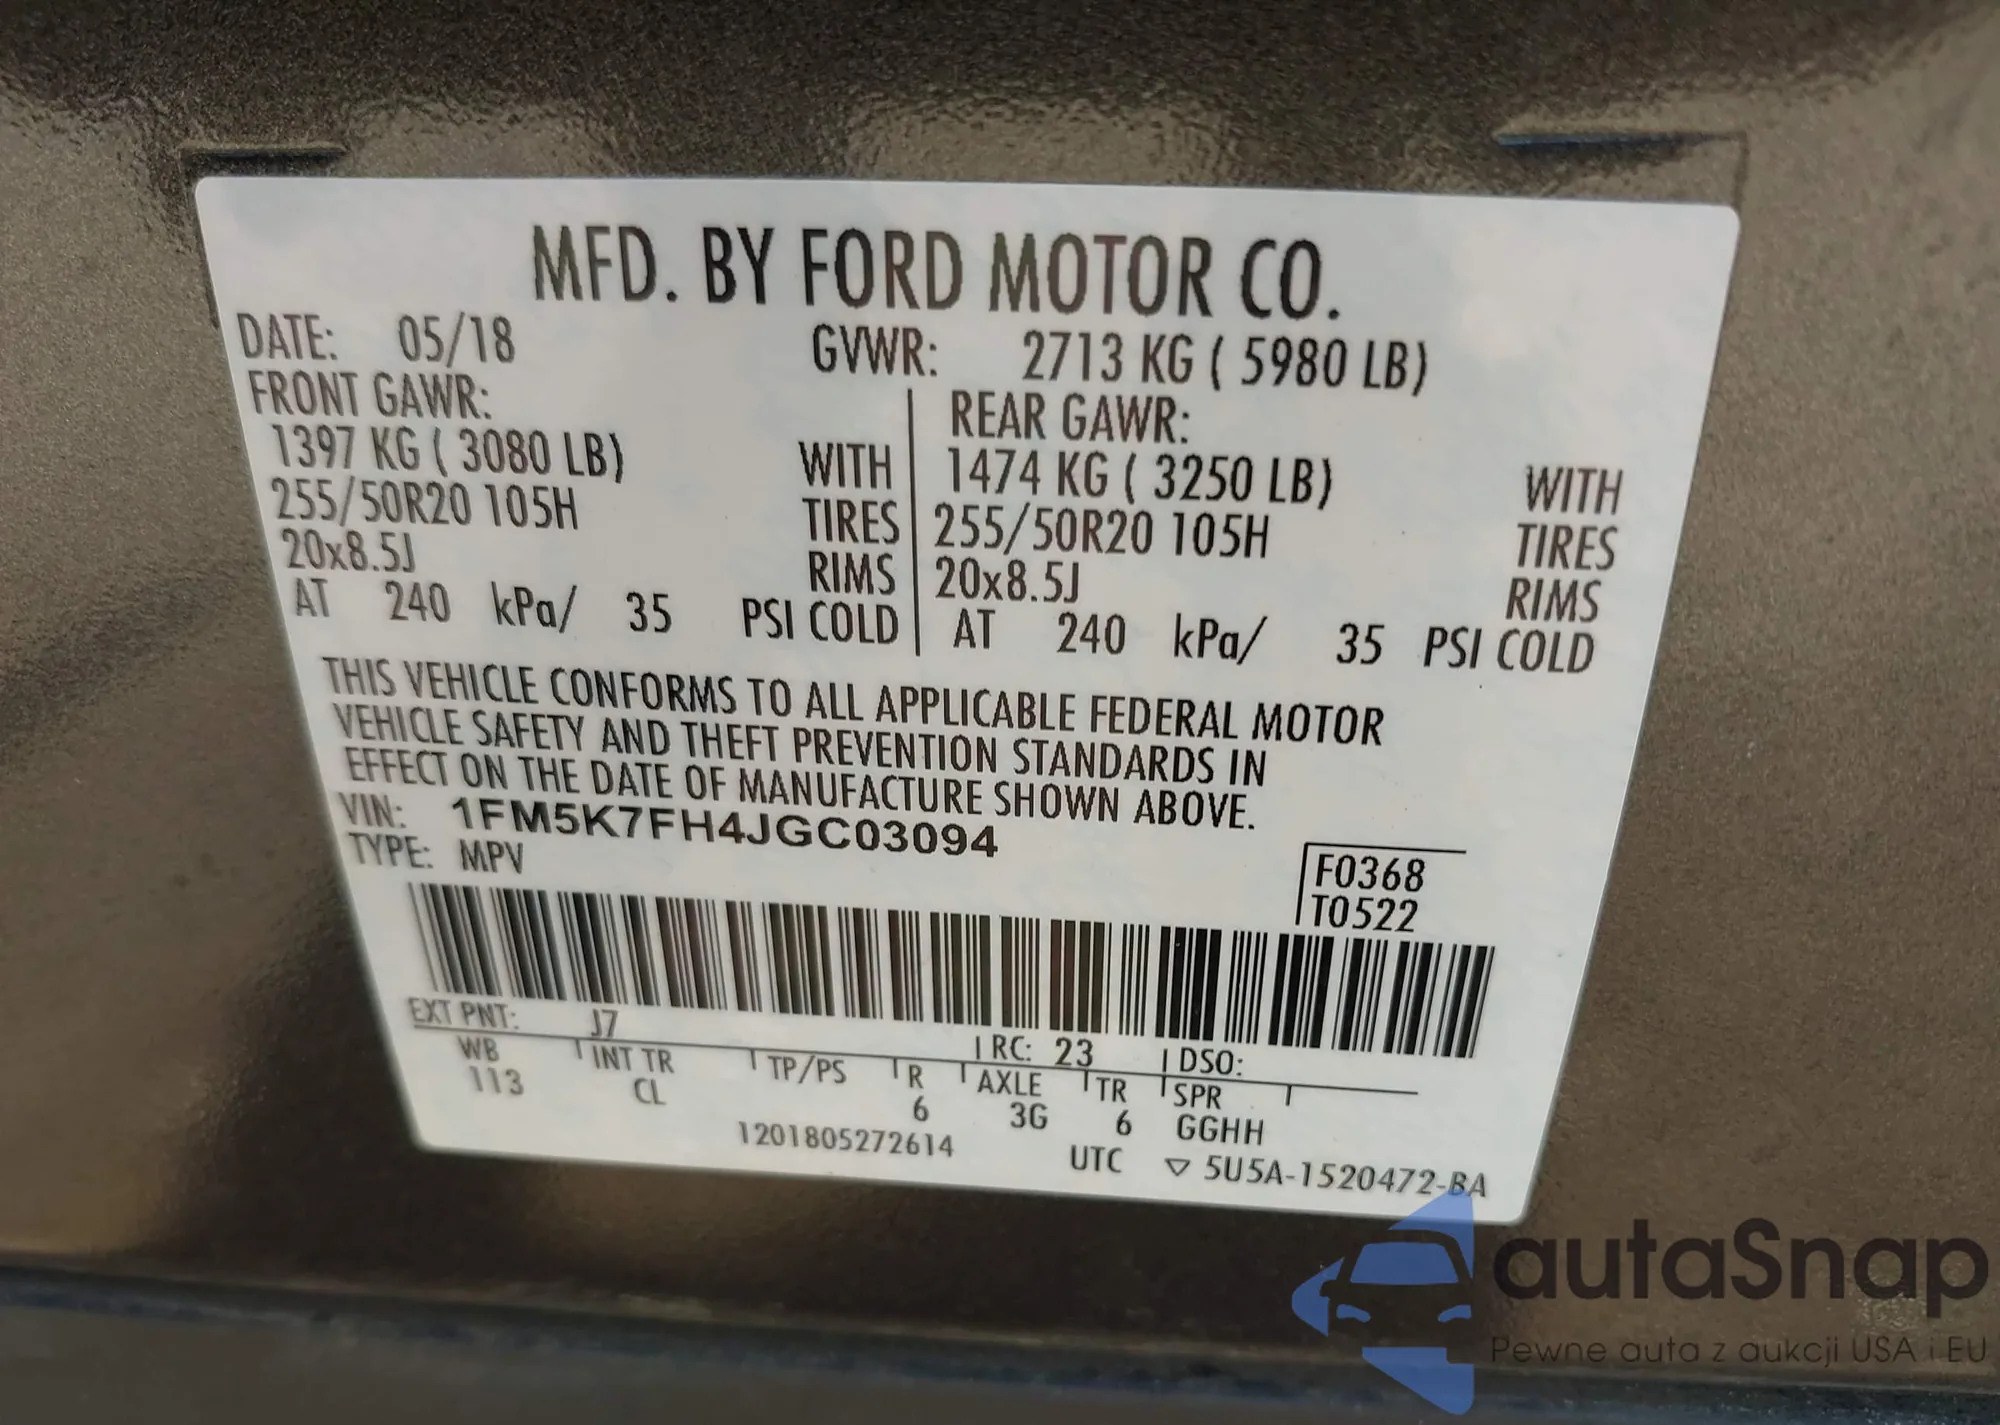 MFD. BY FORD MOTOR CO.
DATE: 05/18 GVWR: 2713 KG ( 5980 LB)
FRONT GAWR: REAR GAWR:
1397 KG ( 3080 LB) WITH 1474 KG ( 3250 LB) WITH
255/50R20 105H TIRES 255/50R20 105H TIRES
20x8.5J RIMS 20x8.5J RIMS
AT 240 kPa/ 35 PSI COLD AT 240 kPa/ 35 PSI COLD
THIS VEHICLE CONFORMS TO ALL APPLICABLE FEDERAL MOTOR
VEHICLE SAFETY AND THEFT PREVENTION STANDARDS IN
EFFECT ON THE DATE OF MANUFACTURE SHOWN ABOVE.
VIN: 1FM5K7FH4JGC03094
TYPE: MPV
F0368
T0522
EXT PNT: J7 RC: 23 DSO:
WB INT TR TP/PS R AXLE TR SPR
113 CL 6 3G 6 GGHH
1201805272614 UTC ▽ 5U5A-1520472-BA
autaSnap
Pewne auta z aukcji USA i EU